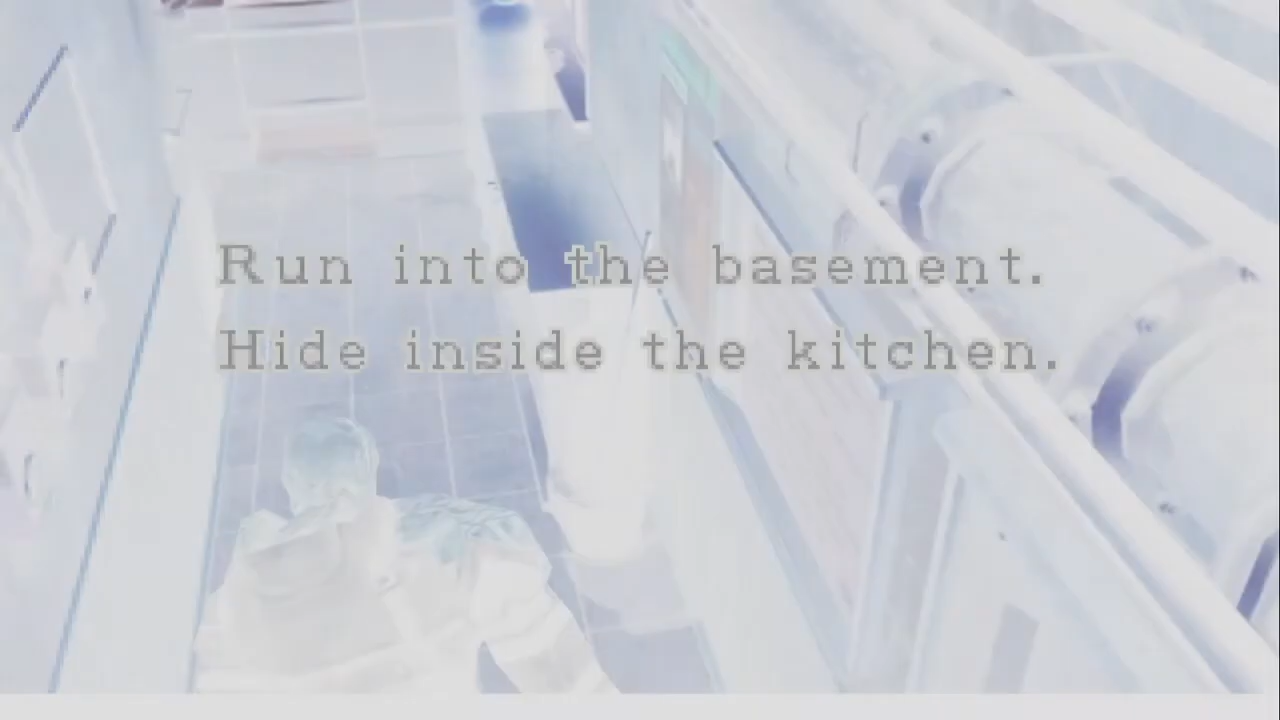 Run into the basement.
Hide inside the kitchen.